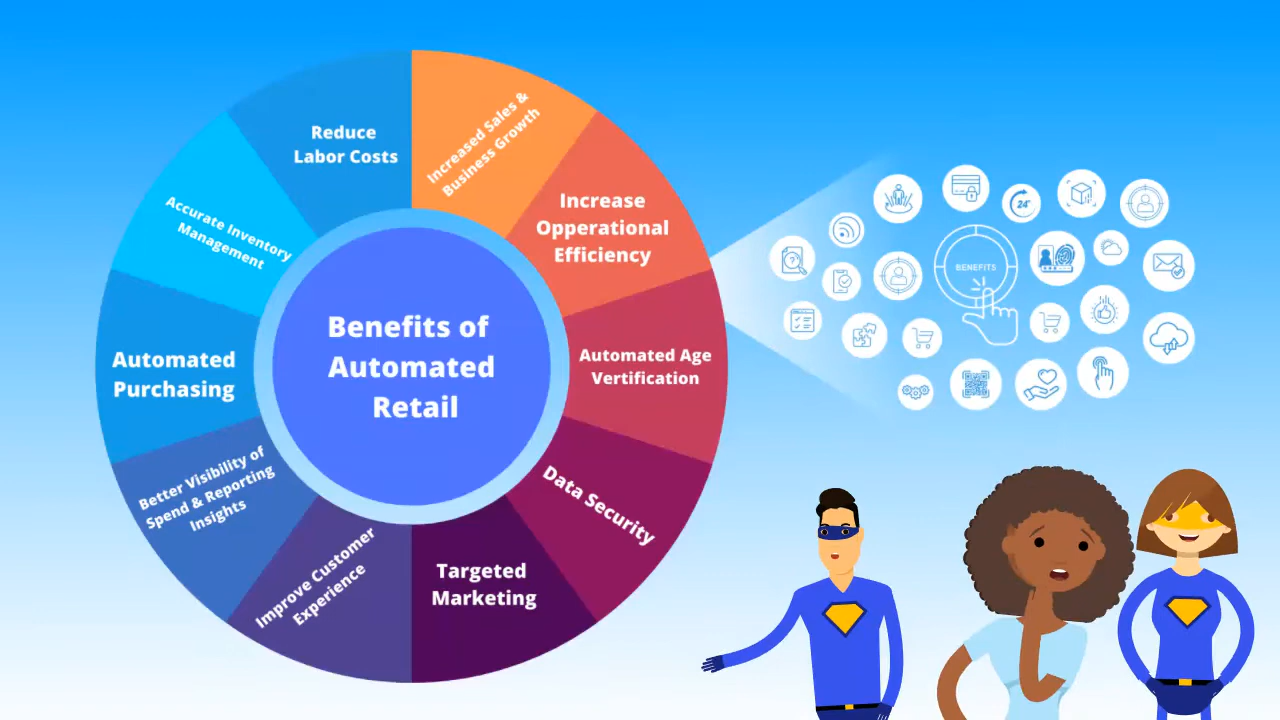 Benefits of
Automated
Retail
Increased Sales &
Business Growth
Increase
Opperational
Efficiency
Automated Age
Vertification
Data Security
Targeted
Marketing
Improve Customer
Experience
Better Visibility of
Spend & Reporting
Insights
Automated
Purchasing
Accurate Inventory
Management
Reduce
Labor Costs
24
BENEFITS